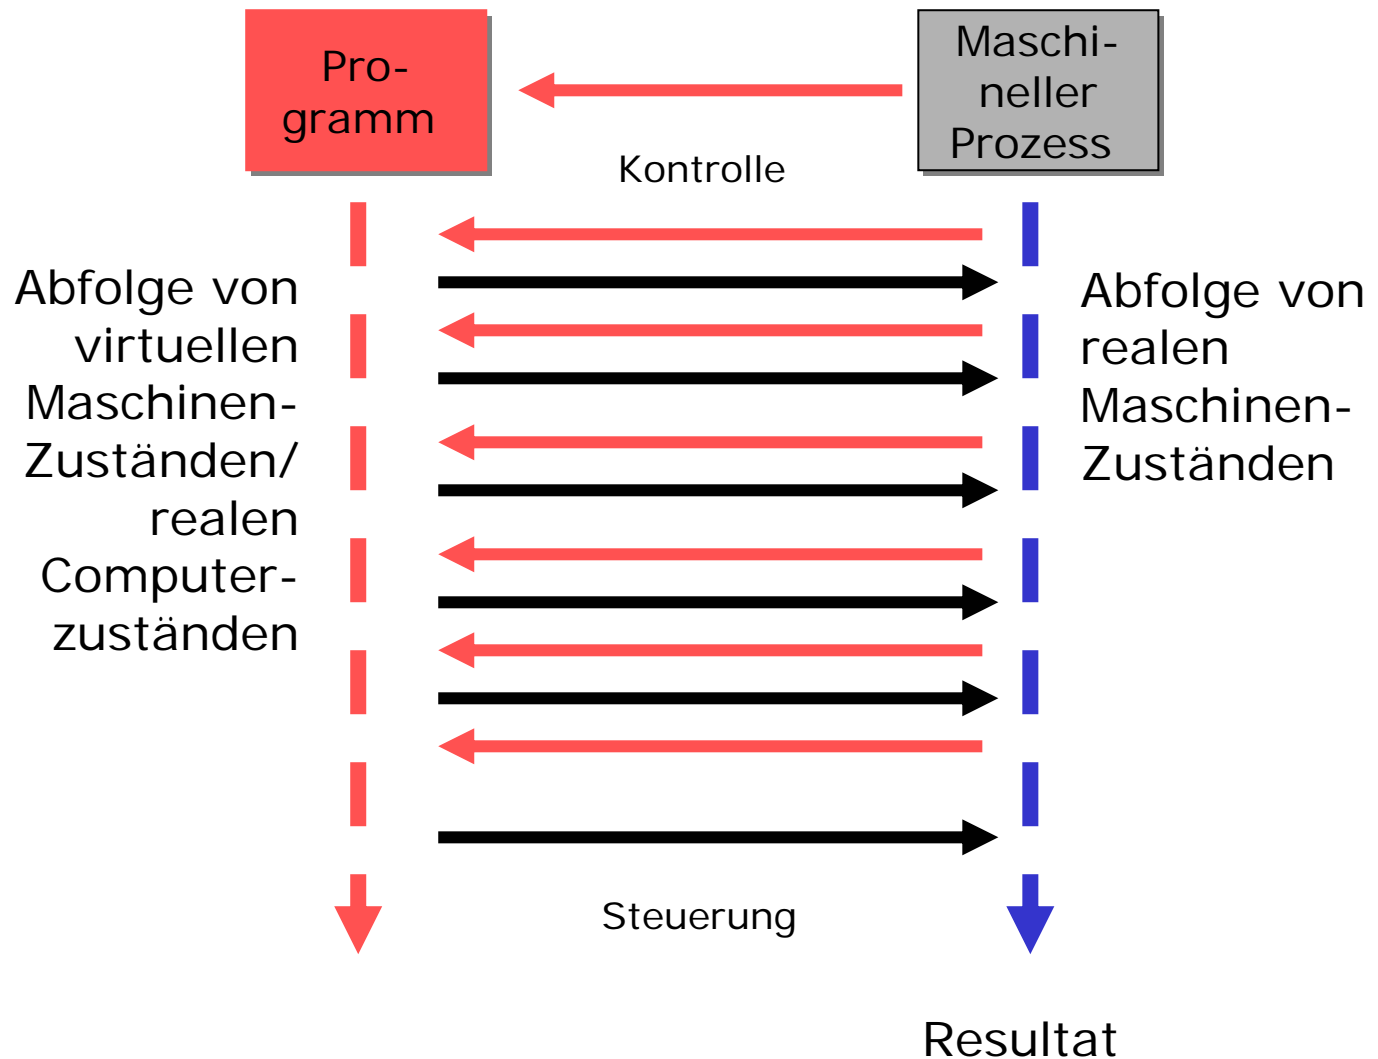 Pro-
gramm
Maschi-
neller
Prozess
Kontrolle
Abfolge von
virtuellen
Maschinen-
Zuständen/
realen
Computer-
zuständen
Abfolge von
realen
Maschinen-
Zuständen
Steuerung
Resultat